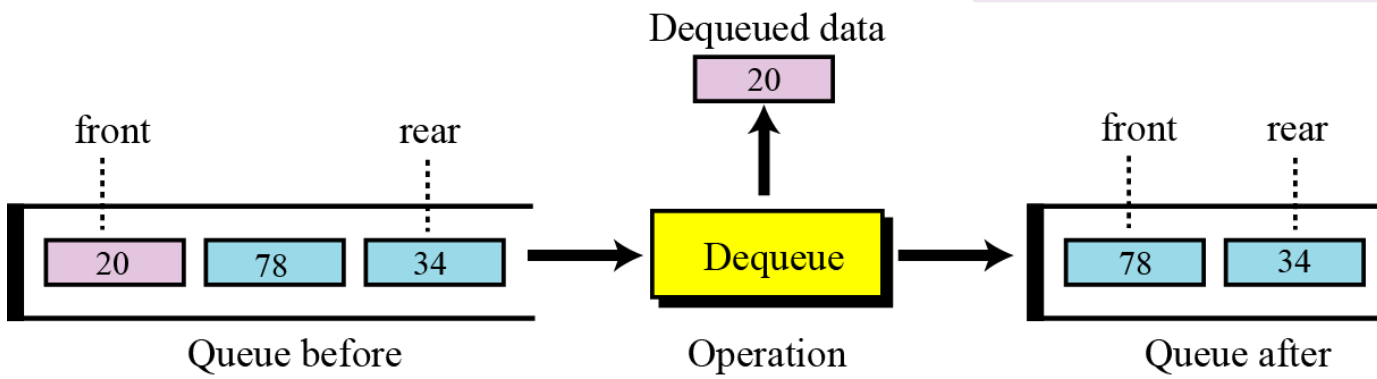 Dequeued data
20
front
rear
front
rear
20
78
34
Dequeue
78
34
Queue before
Operation
Queue after